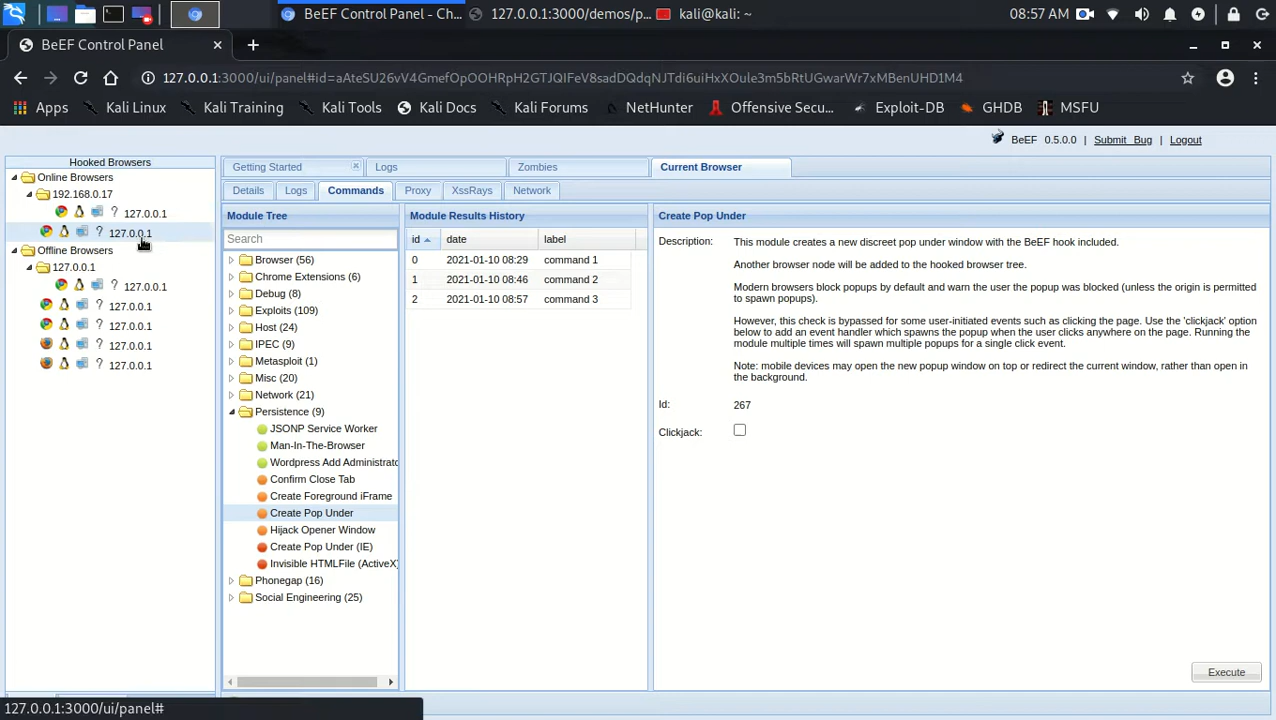 BeEF Control Panel - Ch...
127.0.0.1:3000/demos/p...
kali@kali: ~
08:57 AM
BeEF Control Panel
127.0.0.1:3000/ui/panel#id=aAteSU26vV4GmefOpOOHRpH2GTJQIFeV8sadDQdqNJTdi6uiHxXOule3m5bRtUGwarWr7xMBenUHD1M4
Apps
Kali Linux
Kali Training
Kali Tools
Kali Docs
Kali Forums
NetHunter
Offensive Secu...
Exploit-DB
GHDB
MSFU
BeEF 0.5.0.0 | Submit Bug | Logout
Hooked Browsers
Online Browsers
192.168.0.17
? 127.0.0.1
? 127.0.0.1
Offline Browsers
127.0.0.1
? 127.0.0.1
? 127.0.0.1
? 127.0.0.1
? 127.0.0.1
? 127.0.0.1
Getting Started
Logs
Zombies
Current Browser
Details
Logs
Commands
Proxy
XssRays
Network
Module Tree
Search
Browser (56)
Chrome Extensions (6)
Debug (8)
Exploits (109)
Host (24)
IPEC (9)
Metasploit (1)
Misc (20)
Network (21)
Persistence (9)
JSONP Service Worker
Man-In-The-Browser
Wordpress Add Administrato
Confirm Close Tab
Create Foreground iFrame
Create Pop Under
Hijack Opener Window
Create Pop Under (IE)
Invisible HTMLFile (ActiveX)
Phonegap (16)
Social Engineering (25)
Module Results History
id date label
0 2021-01-10 08:29 command 1
1 2021-01-10 08:46 command 2
2 2021-01-10 08:57 command 3
Create Pop Under
Description: This module creates a new discreet pop under window with the BeEF hook included.
Another browser node will be added to the hooked browser tree.
Modern browsers block popups by default and warn the user the popup was blocked (unless the origin is permitted
to spawn popups).
However, this check is bypassed for some user-initiated events such as clicking the page. Use the 'clickjack' option
below to add an event handler which spawns the popup when the user clicks anywhere on the page. Running the
module multiple times will spawn multiple popups for a single click event.
Note: mobile devices may open the new popup window on top or redirect the current window, rather than open in
the background.
Id: 267
Clickjack:
Execute
127.0.0.1:3000/ui/panel#